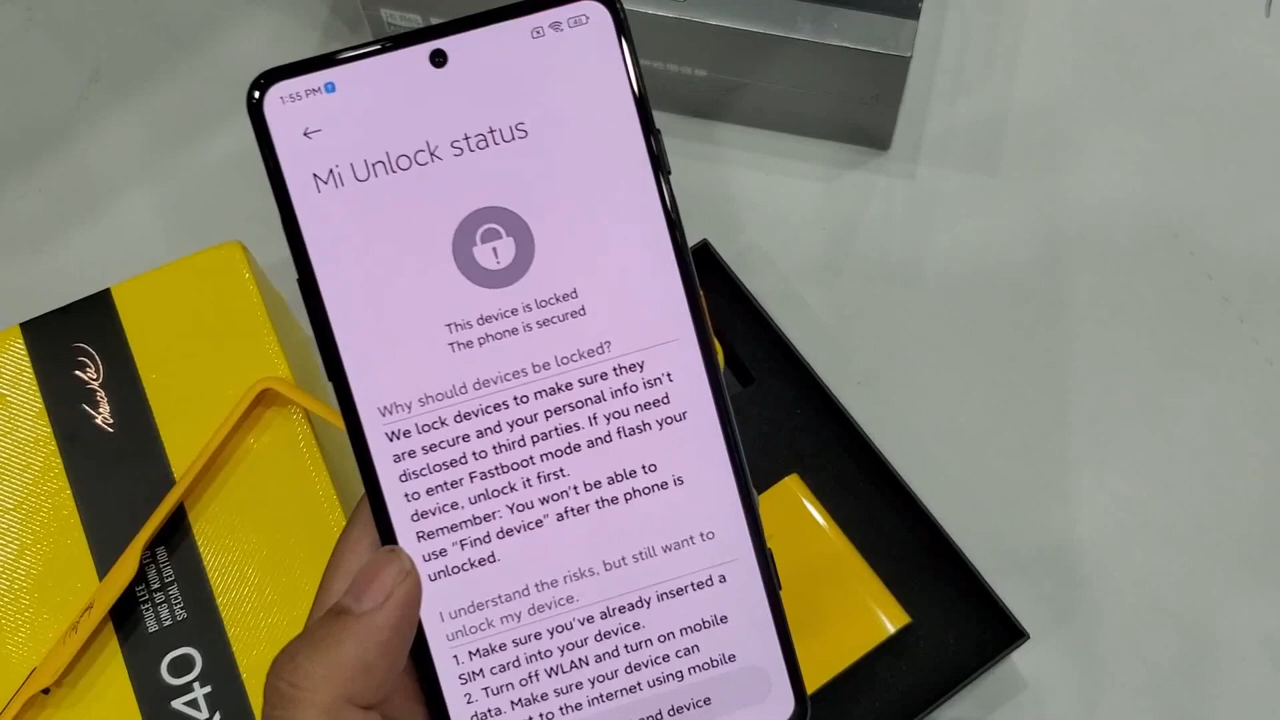 1:55 PM
40
Mi Unlock status
This device is locked
The phone is secured
Why should devices be locked?
We lock devices to make sure they
are secure and your personal info isn't
disclosed to third parties. If you need
to enter Fastboot mode and flash your
device, unlock it first.
Remember: You won't be able to
use "Find device" after the phone is
unlocked.
I understand the risks, but still want to
unlock my device.
1. Make sure you've already inserted a
SIM card into your device.
2. Turn off WLAN and turn on mobile
data. Make sure your device can
to the internet using mobile
device
Bruce Lee
BRUCE LEE
KING OF KUNG FU
SPECIAL EDITION
K40